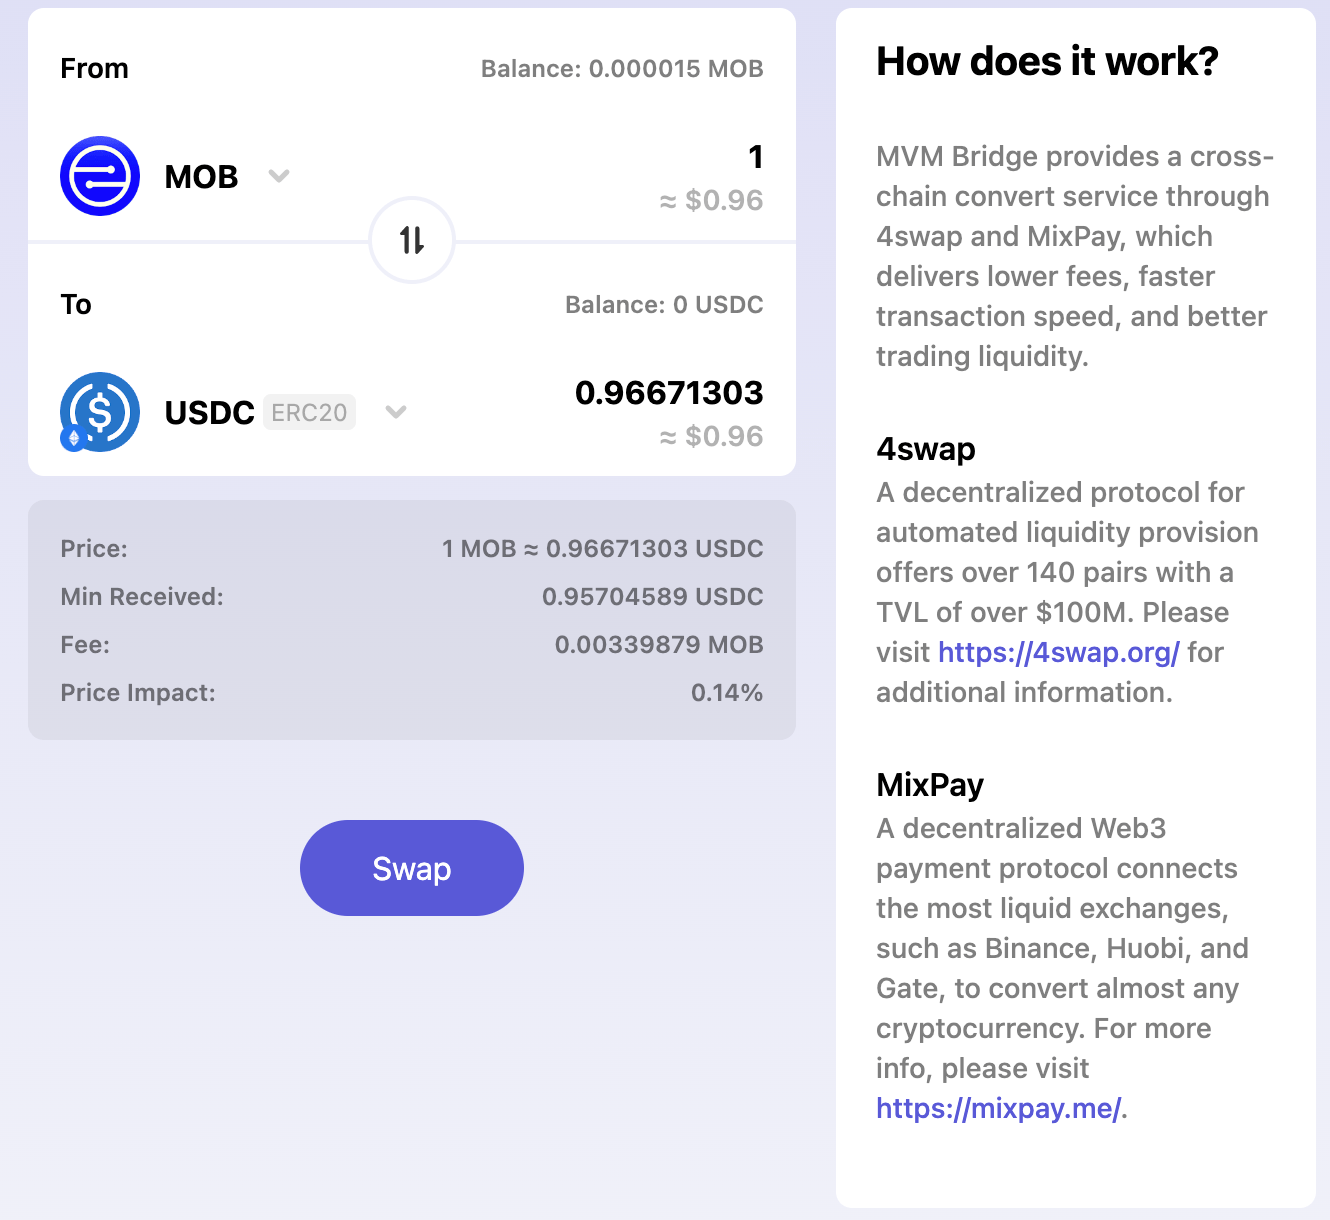 From
Balance: 0.000015 MOB
MOB
1
≈ $0.96
To
Balance: 0 USDC
USDC ERC20
0.96671303
≈ $0.96
Price: 1 MOB ≈ 0.96671303 USDC
Min Received: 0.95704589 USDC
Fee: 0.00339879 MOB
Price Impact: 0.14%
Swap
How does it work?
MVM Bridge provides a cross-
chain convert service through
4swap and MixPay, which
delivers lower fees, faster
transaction speed, and better
trading liquidity.
4swap
A decentralized protocol for
automated liquidity provision
offers over 140 pairs with a
TVL of over $100M. Please
visit https://4swap.org/ for
additional information.
MixPay
A decentralized Web3
payment protocol connects
the most liquid exchanges,
such as Binance, Huobi, and
Gate, to convert almost any
cryptocurrency. For more
info, please visit
https://mixpay.me/.